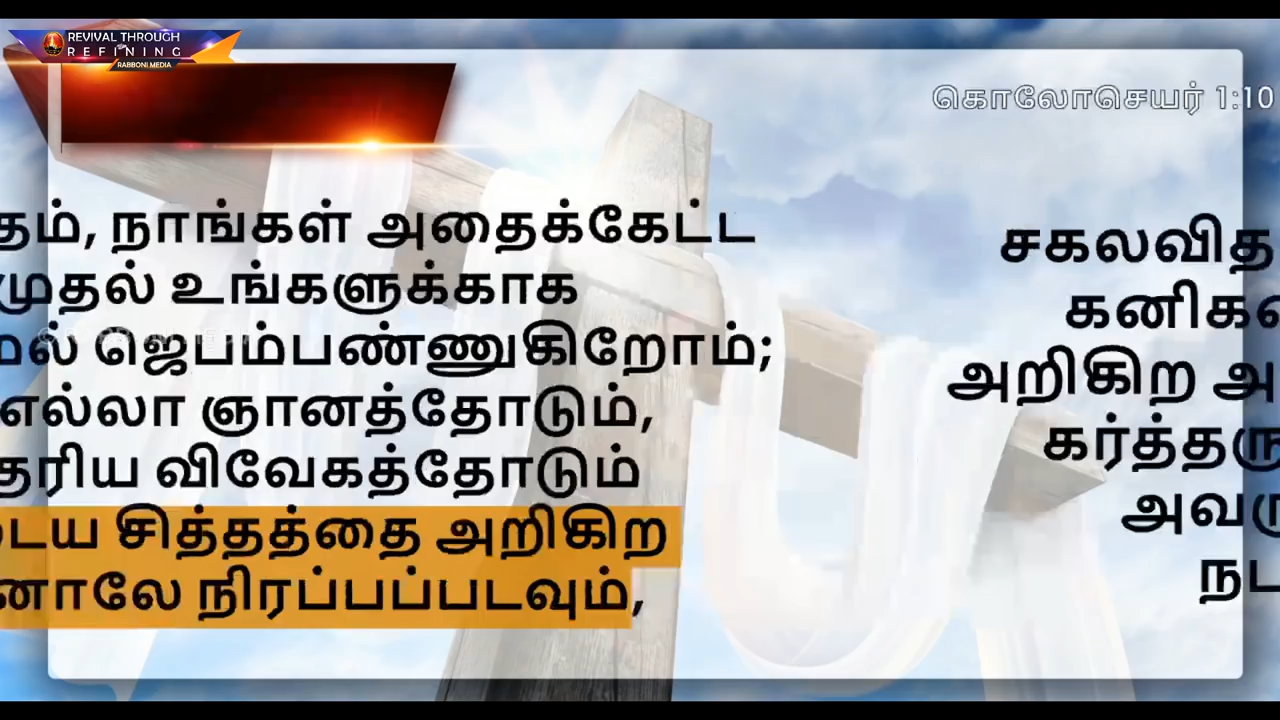 REVIVAL THROUGH
REFINING
RABBONI MEDIA
கொலோசெயர் 1:10
தம், நாங்கள் அதைக்கேட்ட
முதல் உங்களுக்காக
மல் ஜெபம்பண்ணுகிறோம்;
எல்லா ஞானத்தோடும்,
தரிய விவேகத்தோடும்
டைய சித்தத்தை அறிகிற
னாலே நிரப்பப்படவும்,
சகலவித
கனிகள
அறிகிற அ
கர்த்தரு
அவரு
நட